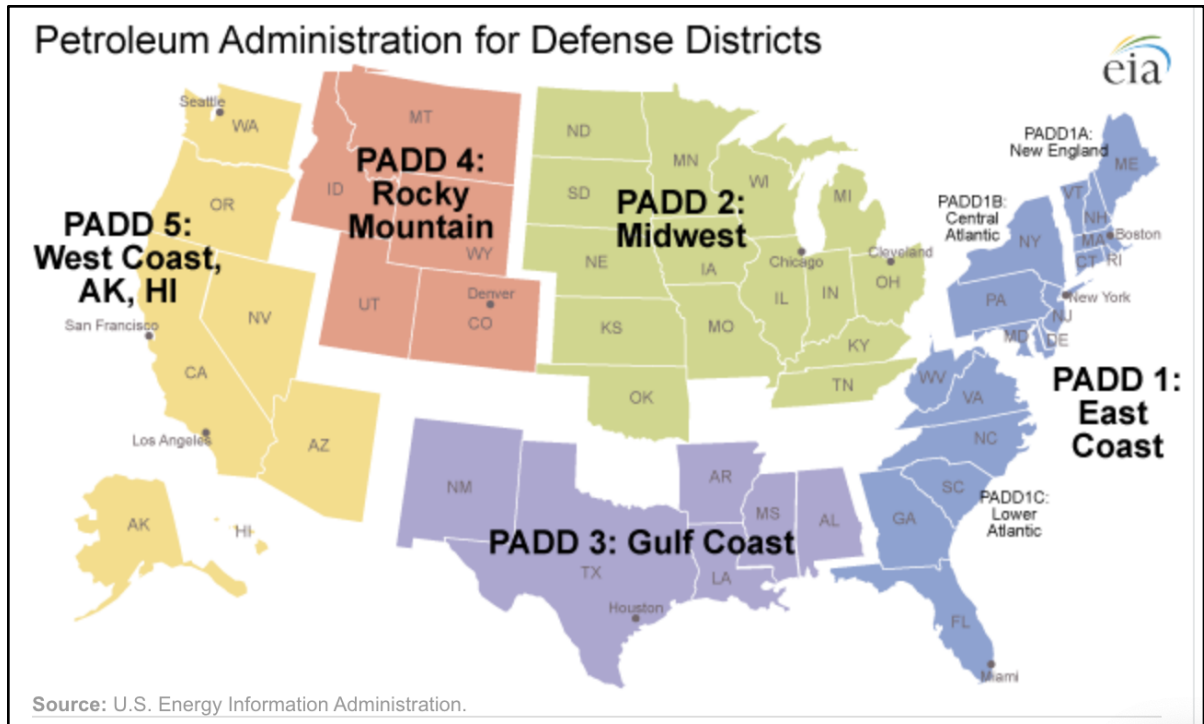 Petroleum Administration for Defense Districts
eia
Seattle
WA
OR
PADD 5:
West Coast,
AK, HI
San Francisco
NV
CA
Los Angeles
AZ
AK
HI
MT
PADD 4:
Rocky
Mountain
ID
WY
UT
Denver
CO
ND
MN
SD
WI
MI
PADD 2:
Midwest
NE
IA
Chicago
Cleveland
IL
IN
OH
KS
MO
KY
OK
TN
NM
AR
MS
AL
PADD 3: Gulf Coast
TX
LA
Houston
PADD1A:
New England
ME
VT
NH
PADD1B:
Central
Atlantic
NY
MA
Boston
CT
RI
PA
New York
NJ
MD
DE
WV
VA
PADD 1:
East
Coast
NC
SC
PADD1C:
Lower
Atlantic
GA
FL
Miami
Source: U.S. Energy Information Administration.